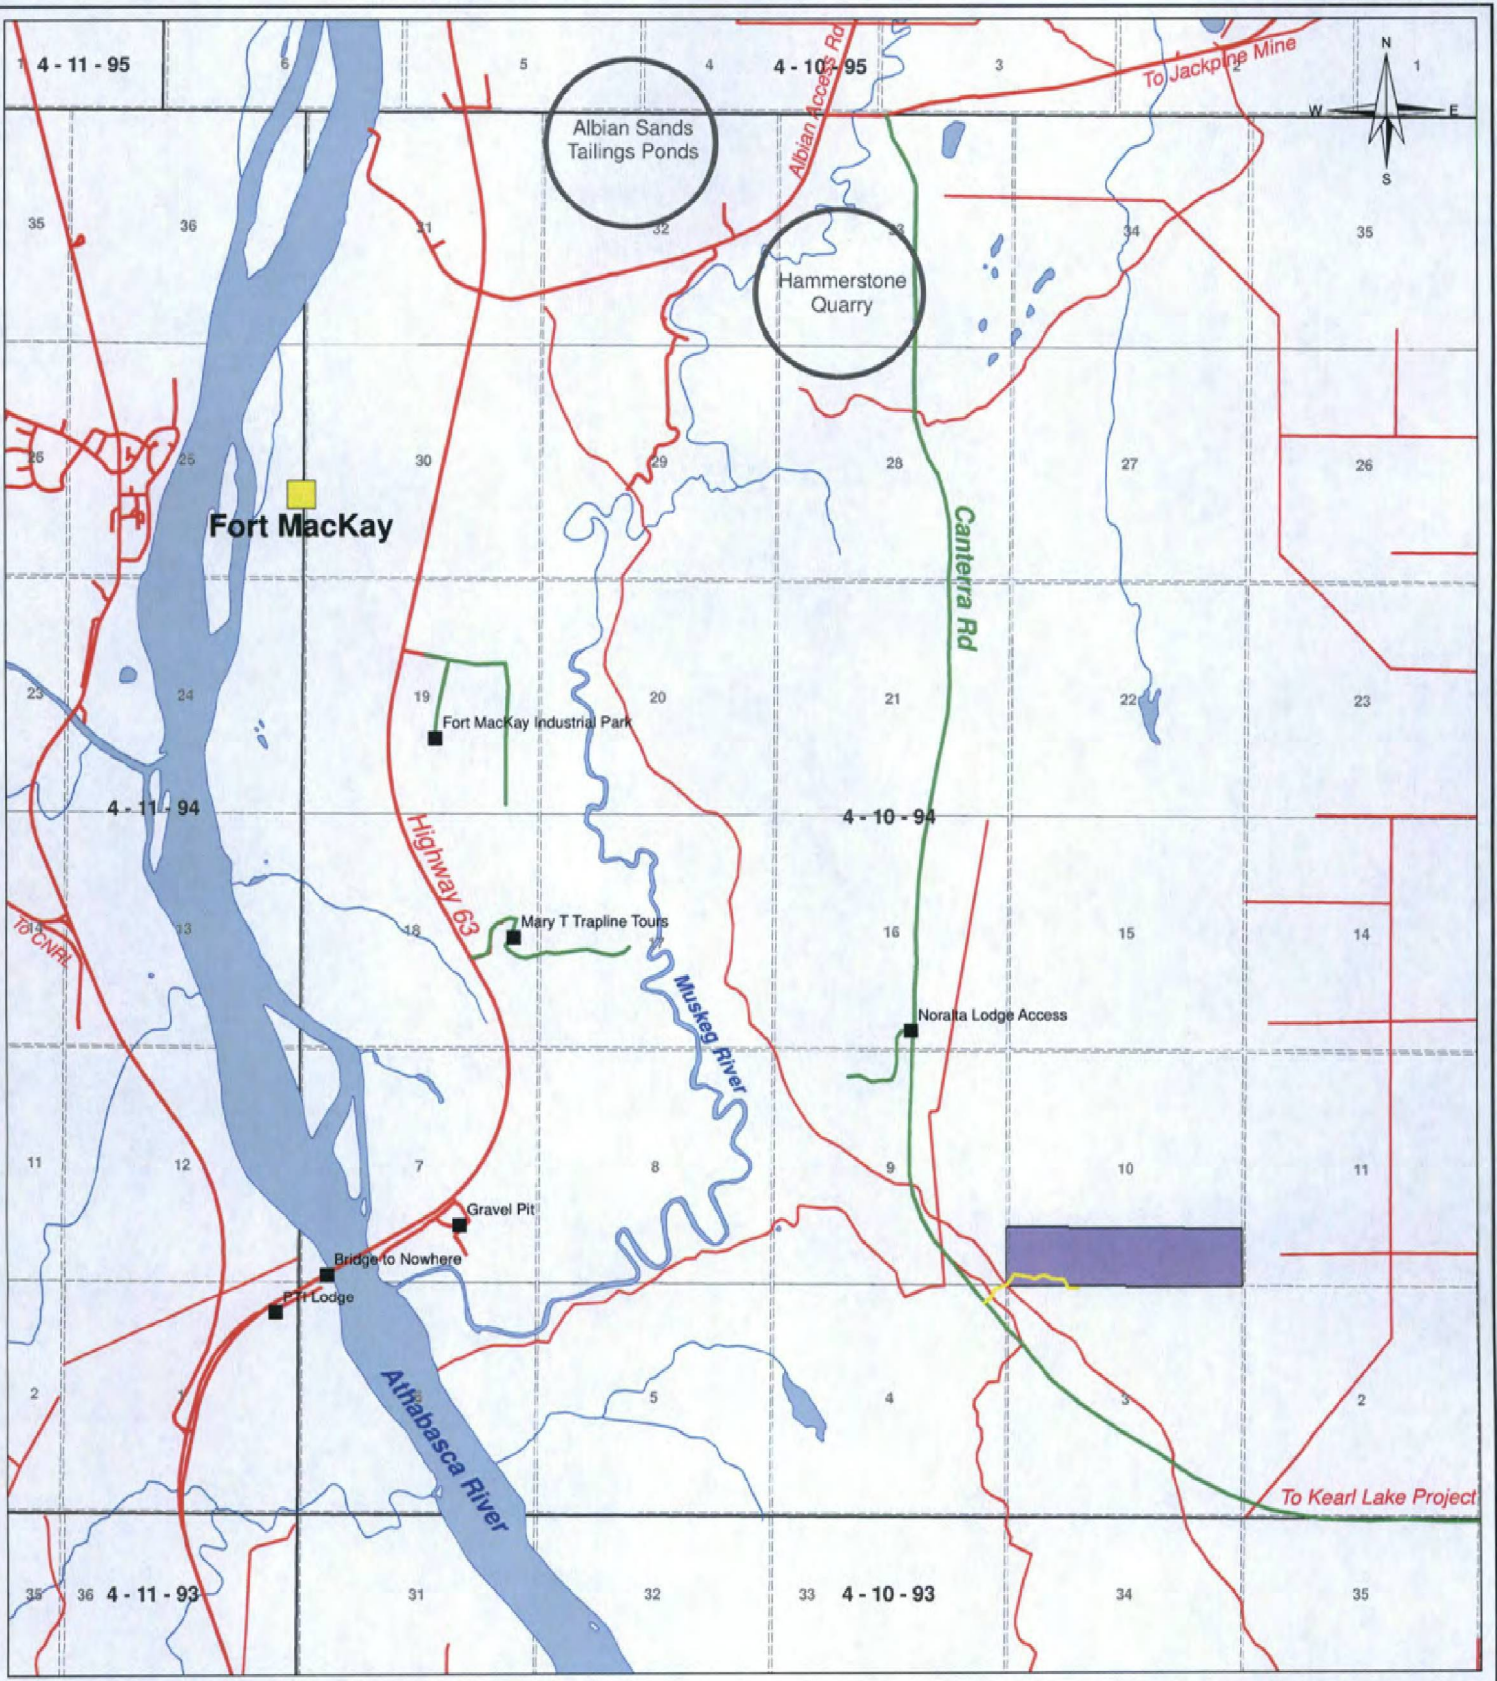 1 4 - 11 - 95 6 5 4 4 - 10 - 95 3 2 1
To Jackpine Mine
Albian Access Rd
N
W E
S
Albian Sands
Tailings Ponds
35 36 31 32 33 34 35
Hammerstone
Quarry
26 25 30 29 28 27 26
Fort MacKay
Canterra Rd
23 24 19 20 21 22 23
Fort MacKay Industrial Park
4 - 11 - 94 4 - 10 - 94
Highway 63
14 13 18 17 16 15 14
Mary T Trapline Tours
To CNRL
Muskeg River
Noralta Lodge Access
11 12 7 8 9 10 11
Gravel Pit
Bridge to Nowhere
PTI Lodge
2 1 5 4 3 2
Athabasca River
To Kearl Lake Project
35 36 4 - 11 - 93 31 32 33 4 - 10 - 93 34 35